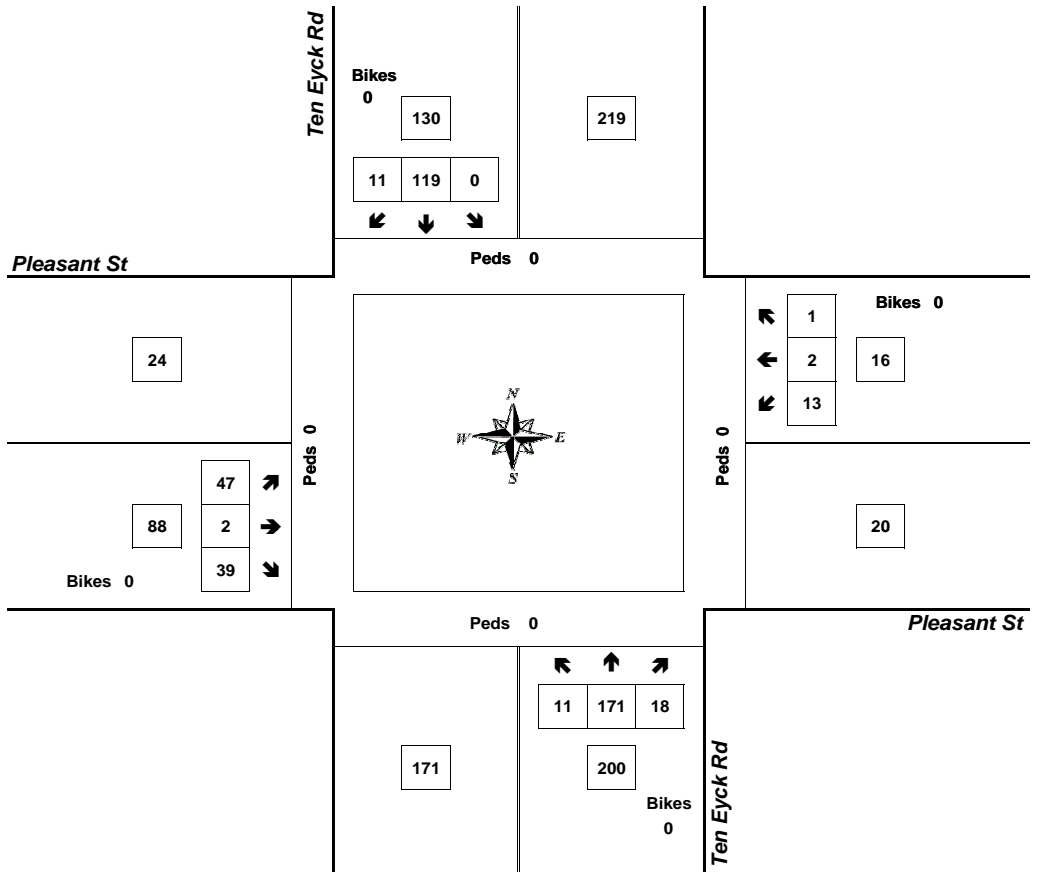 Ten Eyck Rd
Bikes
0
130
219
11 119 0
Peds 0
Pleasant St
Bikes 0
1
24
2
16
13
N
W E
S
Peds 0
Peds 0
47
88
2
20
39
Bikes 0
Peds 0
Pleasant St
11 171 18
171
200
Bikes
0
Ten Eyck Rd